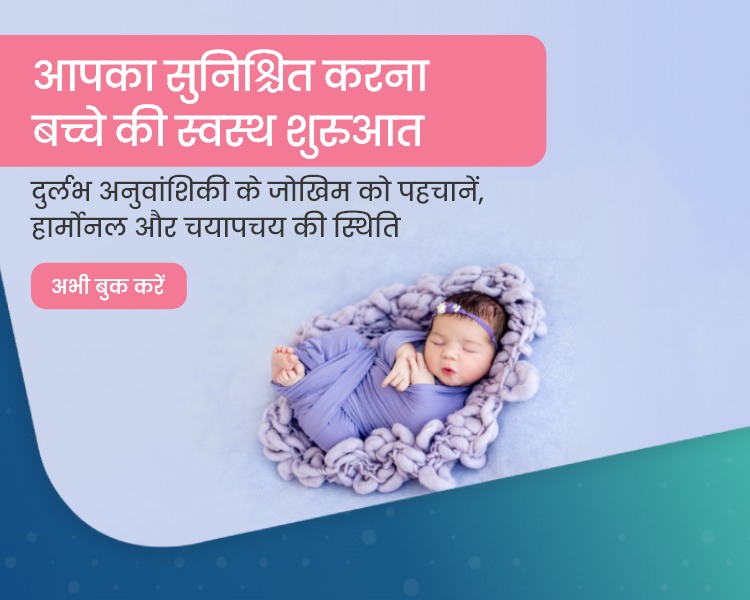 आपका सुनिश्चित करना
बच्चे की स्वस्थ शुरुआत
दुर्लभ अनुवांशिकी के जोखिम को पहचानें,
हार्मोनल और चयापचय की स्थिति
अभी बुक करें